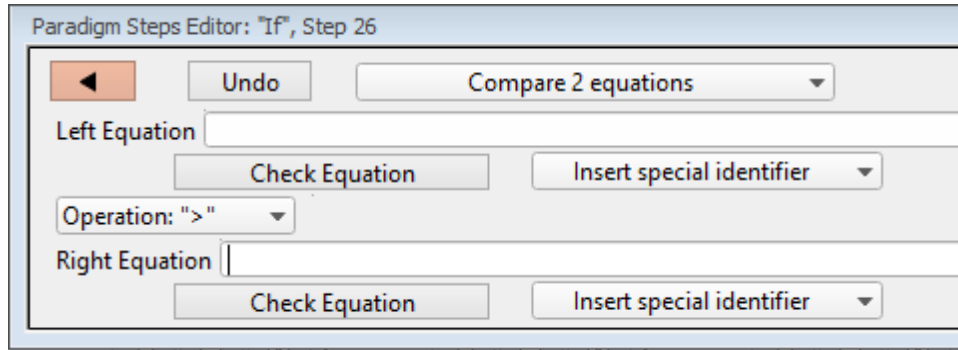 Paradigm Steps Editor: "If", Step 26
Undo Compare 2 equations
Left Equation
Check Equation Insert special identifier
Operation: ">"
Right Equation
Check Equation Insert special identifier